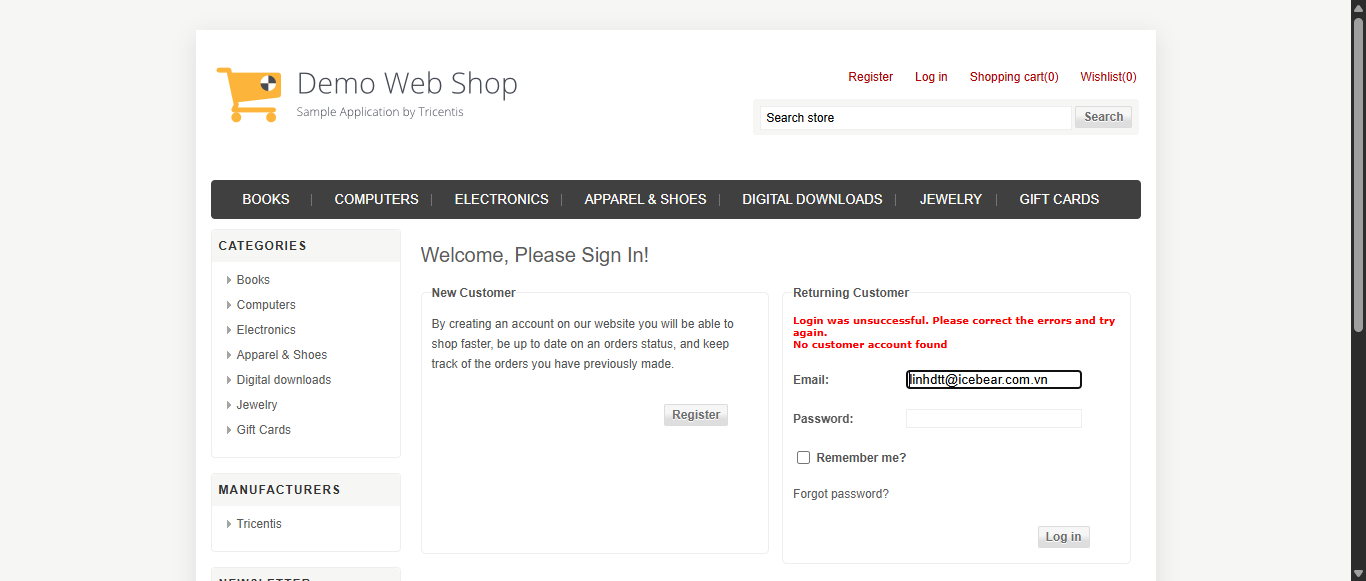 Demo Web Shop
Sample Application by Tricentis
Register Log in Shopping cart(0) Wishlist(0)
Search store Search
BOOKS COMPUTERS ELECTRONICS APPAREL & SHOES DIGITAL DOWNLOADS JEWELRY GIFT CARDS
CATEGORIES
Books
Computers
Electronics
Apparel & Shoes
Digital downloads
Jewelry
Gift Cards
MANUFACTURERS
Tricentis
NEWSLETTER
Welcome, Please Sign In!
New Customer
By creating an account on our website you will be able to
shop faster, be up to date on an orders status, and keep
track of the orders you have previously made.
Register
Returning Customer
Login was unsuccessful. Please correct the errors and try
again.
No customer account found
Email: linhdtt@icebear.com.vn
Password:
Remember me?
Forgot password?
Log in